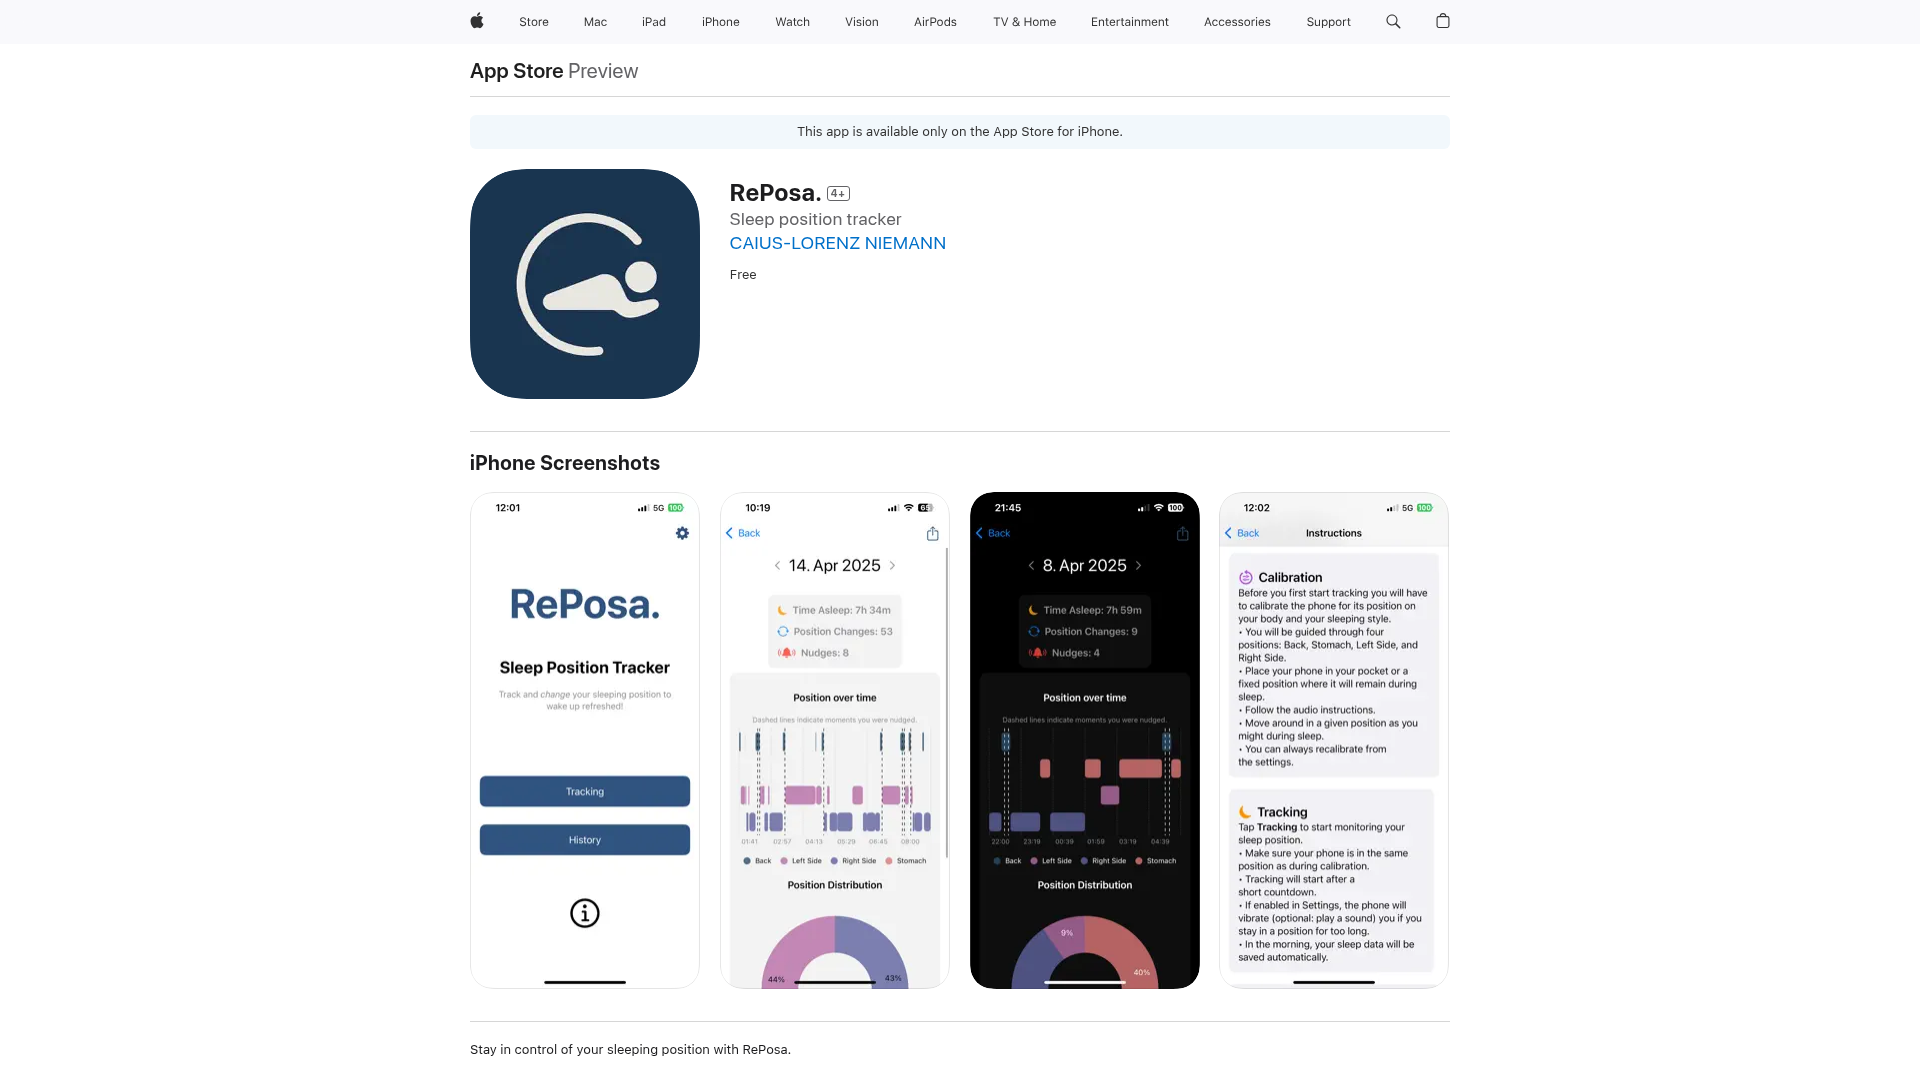 Store
Mac
iPad
iPhone
Watch
Vision
AirPods
TV & Home
Entertainment
Accessories
Support
App Store Preview
This app is available only on the App Store for iPhone.
RePosa. 4+
Sleep position tracker
CAIUS-LORENZ NIEMANN
Free
iPhone Screenshots
12:01
5G 100
RePosa.
Sleep Position Tracker
Track and change your sleeping position to
wake up refreshed!
Tracking
History
10:19
Back
14. Apr 2025
Time Asleep: 7h 34m
Position Changes: 53
Nudges: 8
Position over time
Dashed lines indicate moments you were nudged.
01:41 02:57 04:13 05:29 06:45 08:00
Back Left Side Right Side Stomach
Position Distribution
44% 43%
21:45
100
Back
8. Apr 2025
Time Asleep: 7h 59m
Position Changes: 9
Nudges: 4
Position over time
Dashed lines indicate moments you were nudged.
22:00 23:19 00:39 01:59 03:19 04:39
Back Left Side Right Side Stomach
Position Distribution
9%
40%
12:02
5G 100
Back
Instructions
Calibration
Before you first start tracking you will have
to calibrate the phone for its position on
your body and your sleeping style.
• You will be guided through four
positions: Back, Stomach, Left Side, and
Right Side.
• Place your phone in your pocket or a
fixed position where it will remain during
sleep.
• Follow the audio instructions.
• Move around in a given position as you
might during sleep.
• You can always recalibrate from
the settings.
Tracking
Tap Tracking to start monitoring your
sleep position.
• Make sure your phone is in the same
position as during calibration.
• Tracking will start after a
short countdown.
• If enabled in Settings, the phone will
vibrate (optional: play a sound) you if you
stay in a position for too long.
• In the morning, your sleep data will be
saved automatically.
Stay in control of your sleeping position with RePosa.